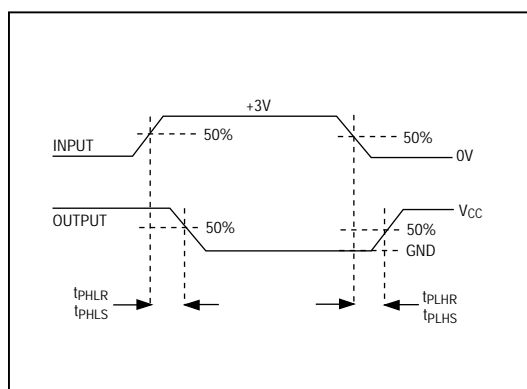 +3V
50%
50%
INPUT
0V
OUTPUT
VCC
50%
50%
GND
tPHLR
tPHLS
tPLHR
tPLHS